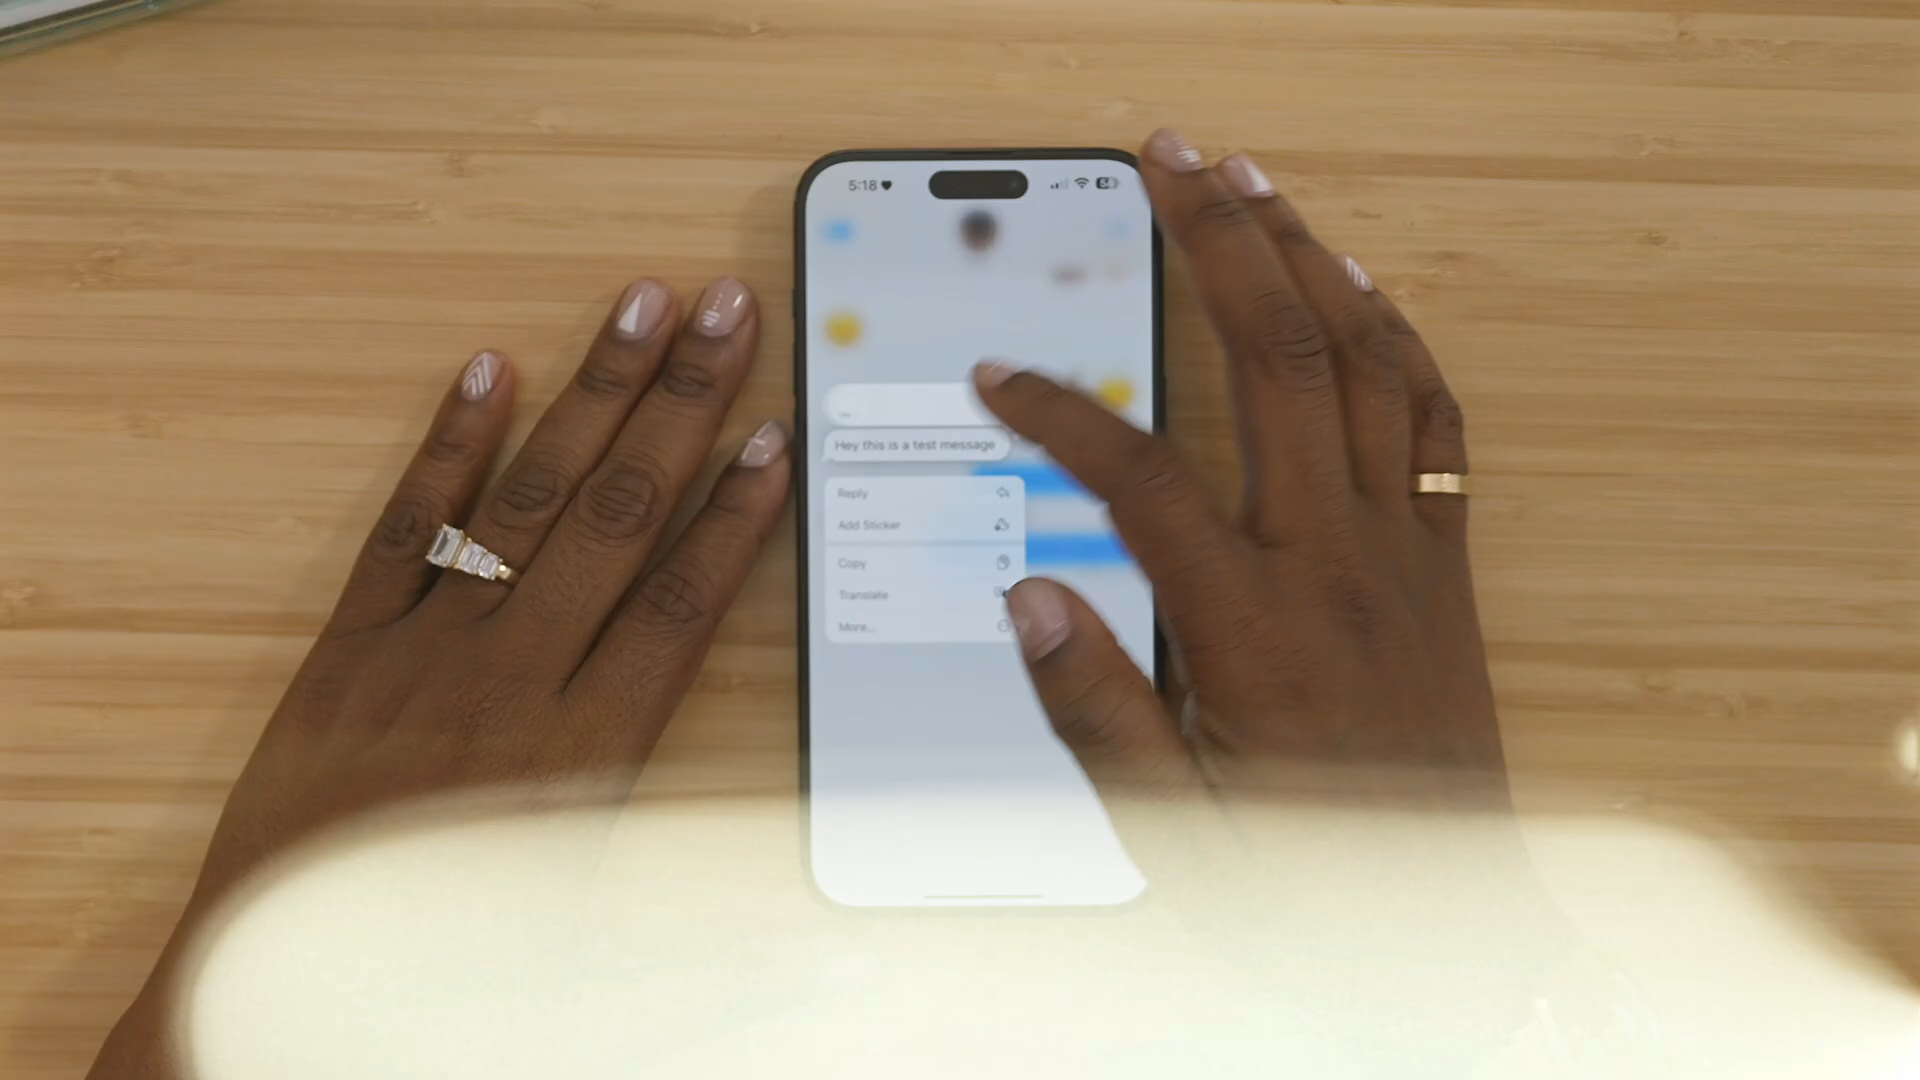 5:18
Hey this is a test message
Reply
Add Sticker
Copy
Translate
More...